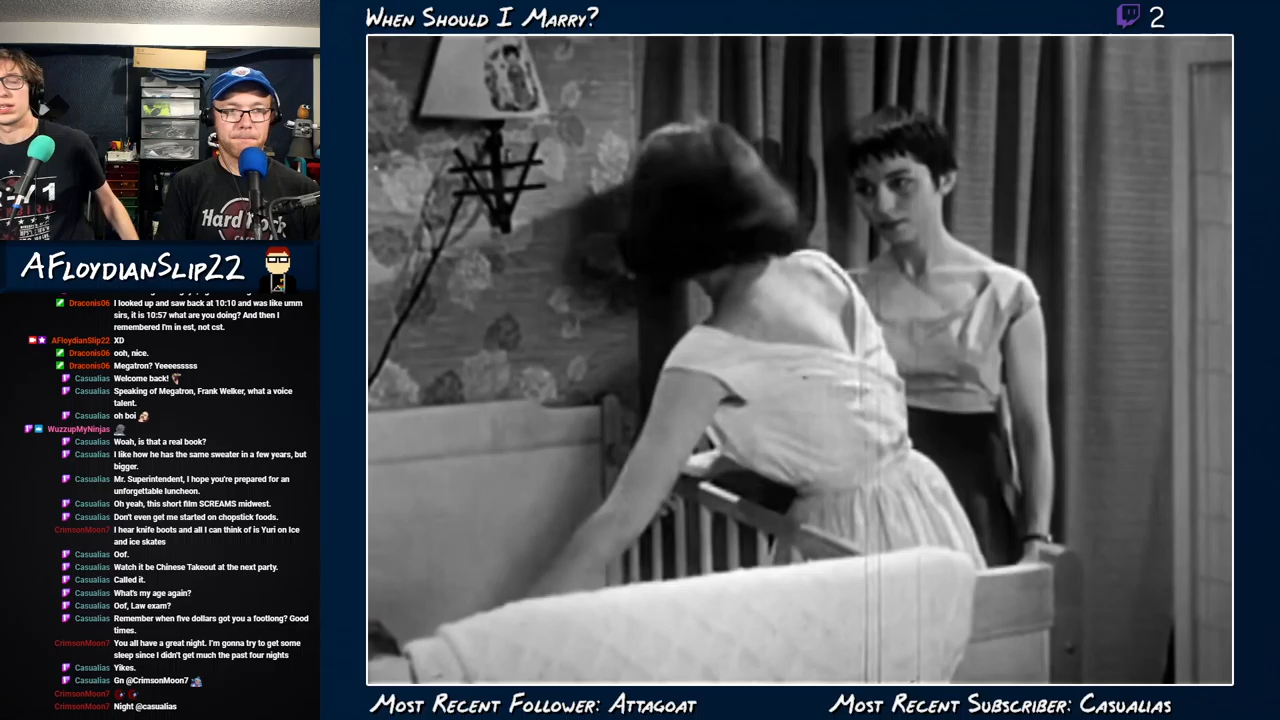 When Should I Marry?
2
Hard Rock
AFloydianSlip22
Draconis06 I looked up and saw back at 10:10 and was like umm
sirs, it is 10:57 what are you doing? And then I
remembered I'm in est, not cst.
AFloydianSlip22 XD
Draconis06 ooh, nice.
Draconis06 Megatron? Yeeeesssss
Casualias Welcome back!
Casualias Speaking of Megatron, Frank Welker, what a voice
talent.
Casualias oh boi
WuzzupMyNinjas
Casualias Woah, is that a real book?
Casualias I like how he has the same sweater in a few years, but
bigger.
Casualias Mr. Superintendent, I hope you're prepared for an
unforgettable luncheon.
Casualias Oh yeah, this short film SCREAMS midwest.
Casualias Don't even get me started on chopstick foods.
CrimsonMoon7 I hear knife boots and all I can think of is Yuri on Ice
and ice skates
Casualias Oof.
Casualias Watch it be Chinese Takeout at the next party.
Casualias Called it.
Casualias What's my age again?
Casualias Oof, Law exam?
Casualias Remember when five dollars got you a footlong? Good
times.
CrimsonMoon7 You all have a great night. I'm gonna try to get some
sleep since I didn't get much the past four nights
Casualias Yikes.
Casualias Gn @CrimsonMoon7
CrimsonMoon7
CrimsonMoon7 Night @casualias
Most Recent Follower: Attagoat
Most Recent Subscriber: Casualias